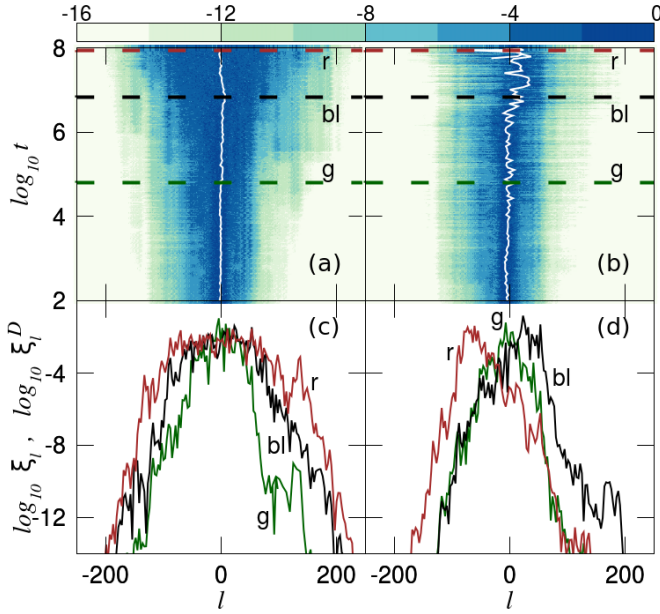 -16 -12 -8 -4 0
8
r r
bl bl
6
log₁₀ t
g g
4
(a) (b)
2
(c) g (d)
r
-4 r bl
log₁₀ ξₗ , log₁₀ ξₗᴰ
-8 bl
g
-12
-200 0 200 -200 0 200
l l